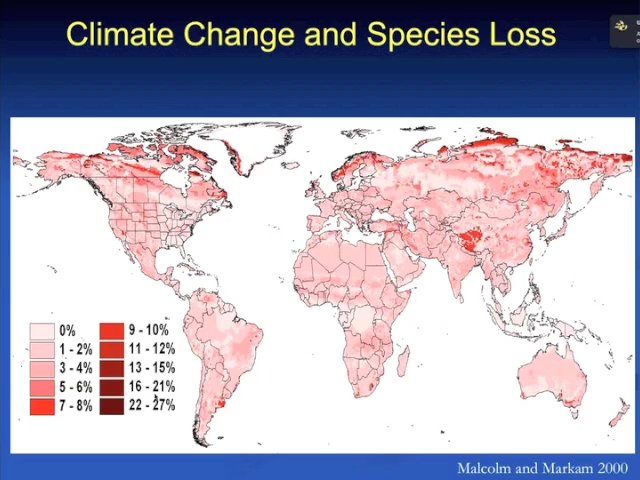 Climate Change and Species Loss
0%
1 - 2%
3 - 4%
5 - 6%
7 - 8%
9 - 10%
11 - 12%
13 - 15%
16 - 21%
22 - 27%
Malcolm and Markam 2000